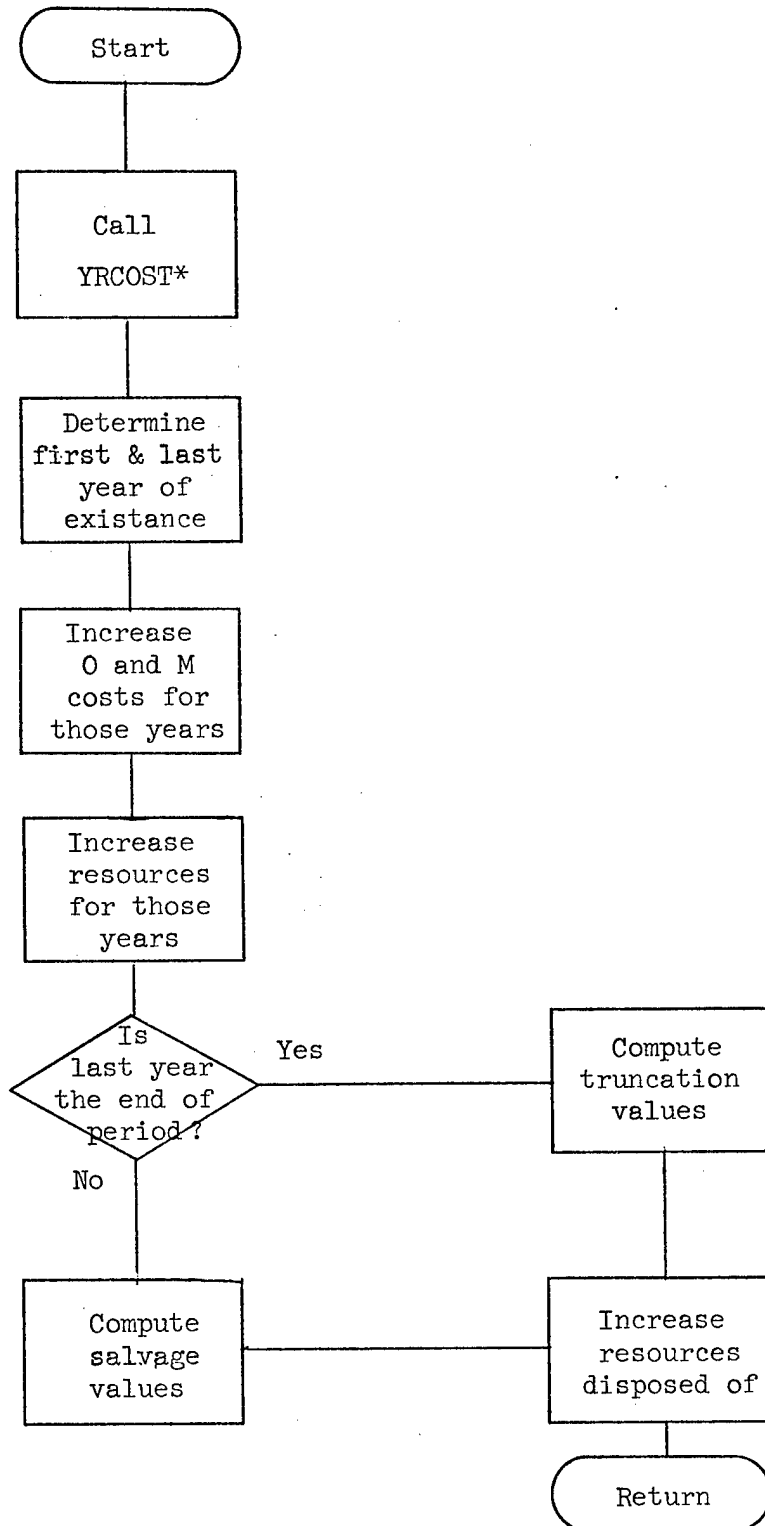 Start
Call
YRCOST*
Determine
first & last
year of
existance
Increase
O and M
costs for
those years
Increase
resources
for those
years
Is
last year
the end of
period?
Yes
No
Compute
truncation
values
Compute
salvage
values
Increase
resources
disposed of
Return